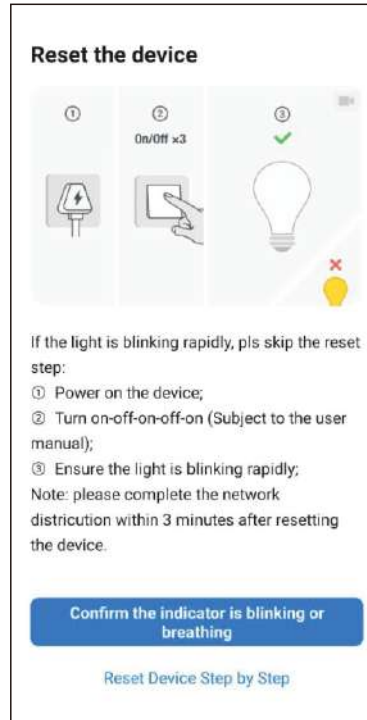 Reset the device
① ② ③
On/Off ×3
If the light is blinking rapidly, pls skip the reset
step:
① Power on the device;
② Turn on-off-on-off-on (Subject to the user
manual);
③ Ensure the light is blinking rapidly;
Note: please complete the network
districution within 3 minutes after resetting
the device.
Confirm the indicator is blinking or
breathing
Reset Device Step by Step